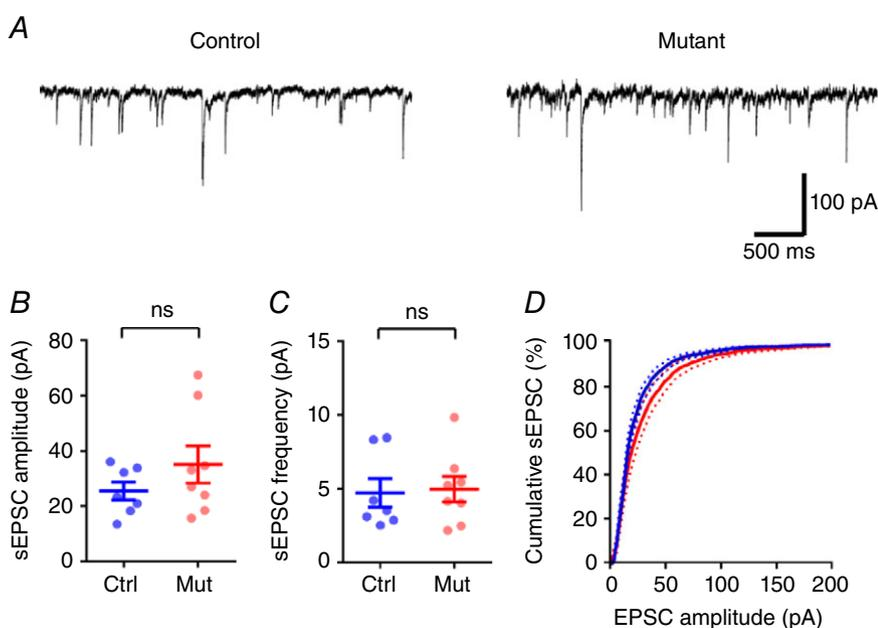 A
Control
Mutant
100 pA
500 ms
B
ns
sEPSC amplitude (pA)
80
60
40
20
0
Ctrl
Mut
C
ns
sEPSC frequency (pA)
15
10
5
0
Ctrl
Mut
D
Cumulative sEPSC (%)
100
80
60
40
20
0
0
50
100
150
200
EPSC amplitude (pA)